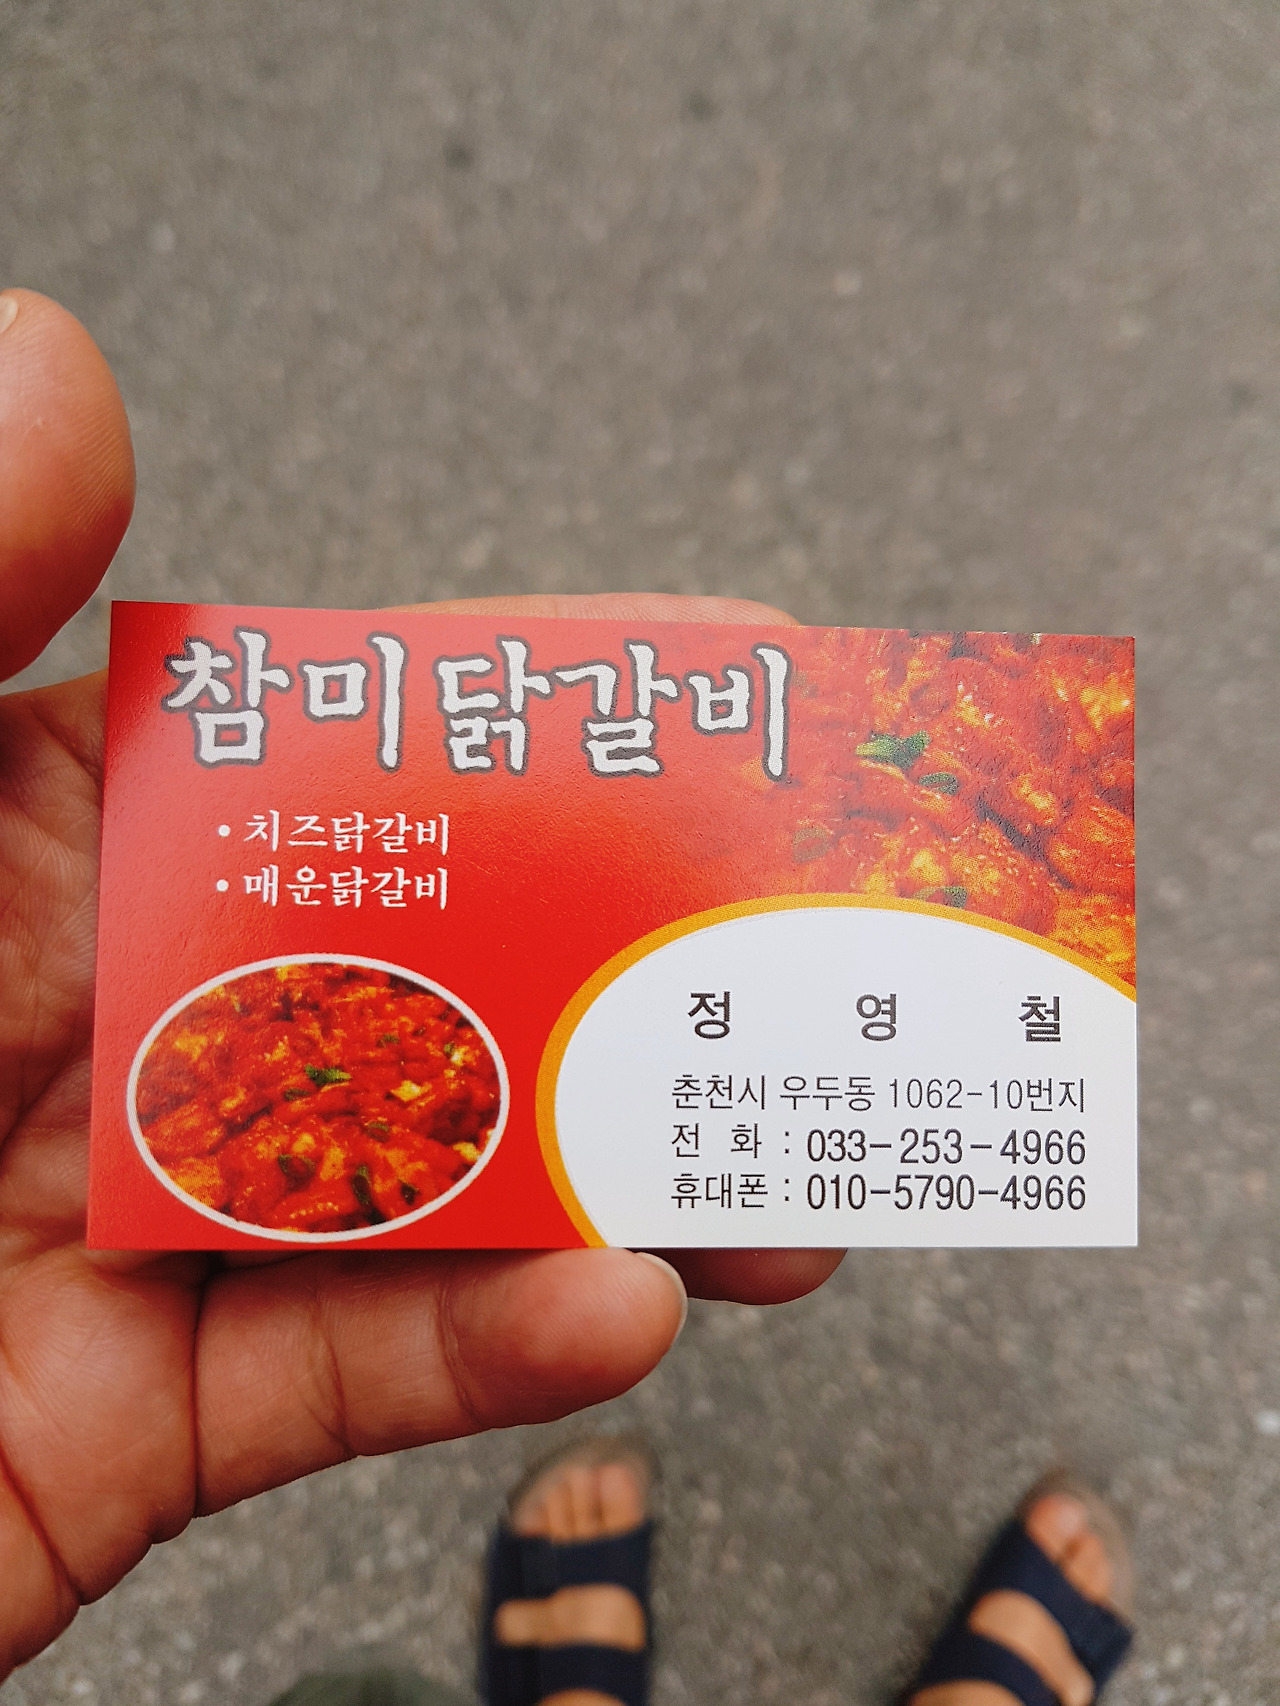 참미닭갈비
• 치즈닭갈비
• 매운닭갈비
정 영 철
춘천시 우두동 1062-10번지
전 화 : 033-253-4966
휴대폰 : 010-5790-4966